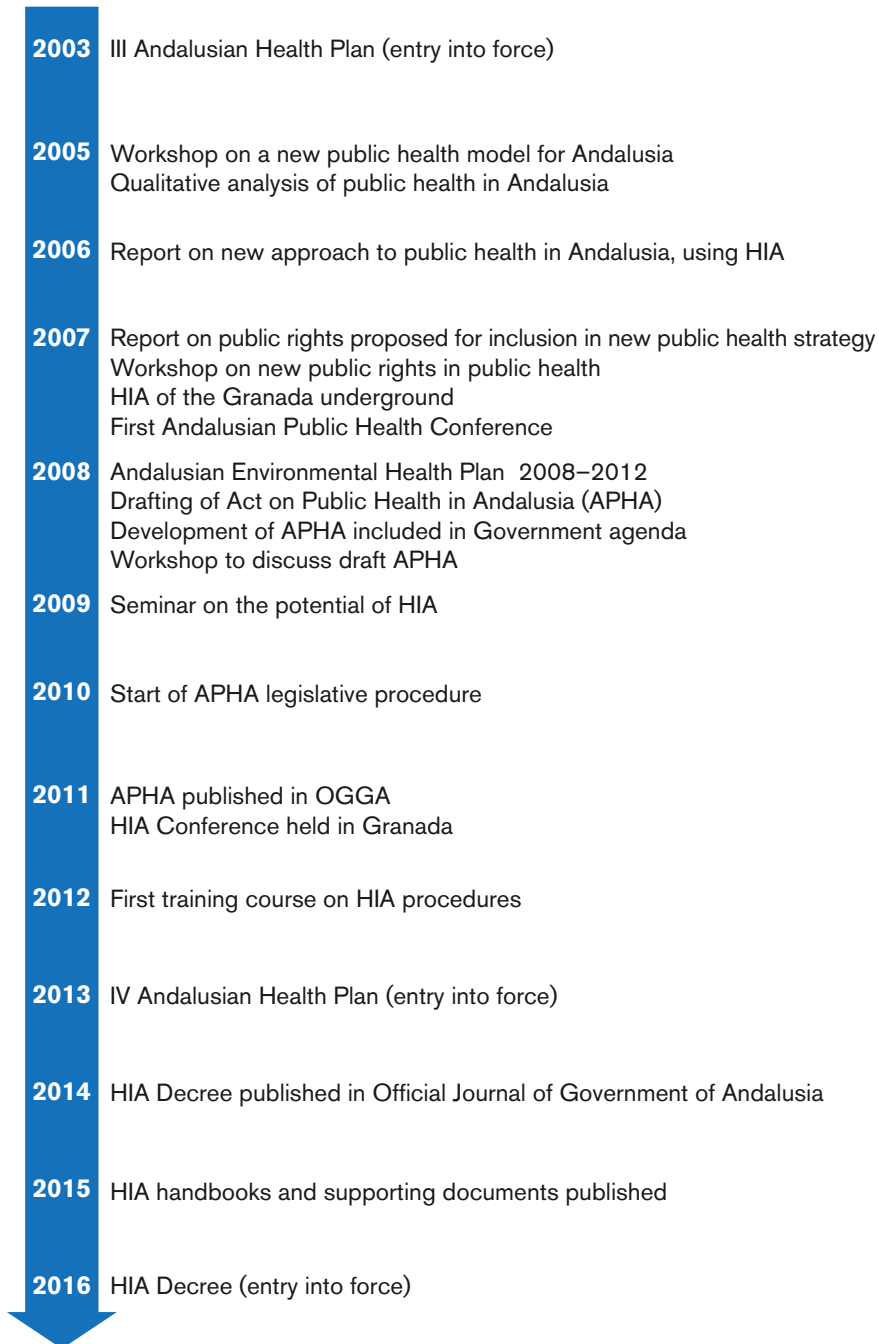 2003 III Andalusian Health Plan (entry into force)
2005 Workshop on a new public health model for Andalusia
Qualitative analysis of public health in Andalusia
2006 Report on new approach to public health in Andalusia, using HIA
2007 Report on public rights proposed for inclusion in new public health strategy
Workshop on new public rights in public health
HIA of the Granada underground
First Andalusian Public Health Conference
2008 Andalusian Environmental Health Plan 2008–2012
Drafting of Act on Public Health in Andalusia (APHA)
Development of APHA included in Government agenda
Workshop to discuss draft APHA
2009 Seminar on the potential of HIA
2010 Start of APHA legislative procedure
2011 APHA published in OGGA
HIA Conference held in Granada
2012 First training course on HIA procedures
2013 IV Andalusian Health Plan (entry into force)
2014 HIA Decree published in Official Journal of Government of Andalusia
2015 HIA handbooks and supporting documents published
2016 HIA Decree (entry into force)